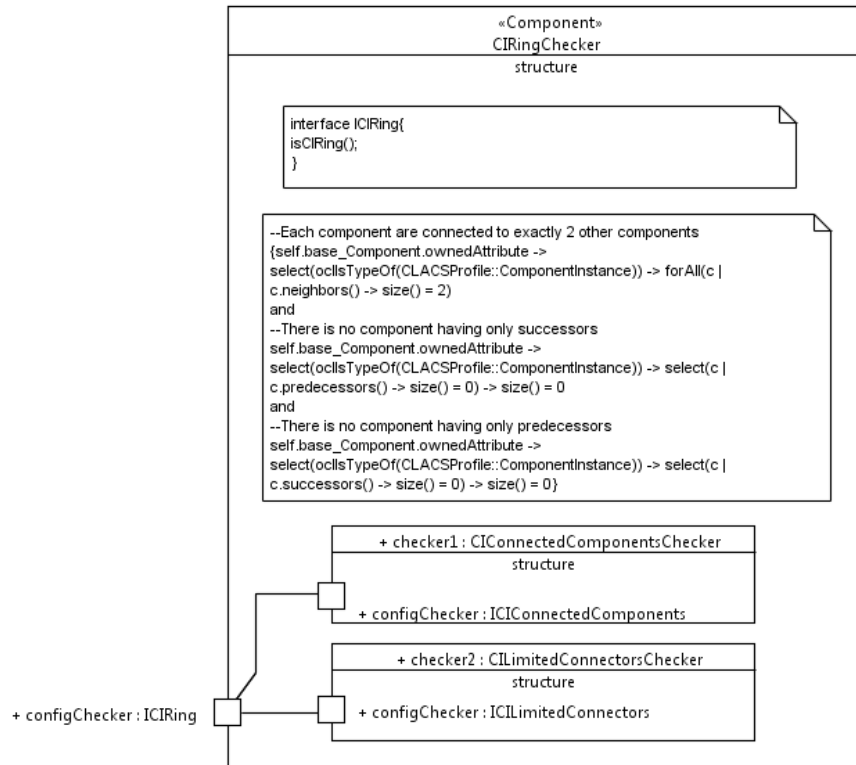 «Component»
CIRingChecker
structure
interface ICIRing{
isCIRing();
}
--Each component are connected to exactly 2 other components
{self.base_Component.ownedAttribute ->
select(oclIsTypeOf(CLACSProfile::ComponentInstance)) -> forAll(c |
c.neighbors() -> size() = 2)
and
--There is no component having only successors
self.base_Component.ownedAttribute ->
select(oclIsTypeOf(CLACSProfile::ComponentInstance)) -> select(c |
c.predecessors() -> size() = 0) -> size() = 0
and
--There is no component having only predecessors
self.base_Component.ownedAttribute ->
select(oclIsTypeOf(CLACSProfile::ComponentInstance)) -> select(c |
c.successors() -> size() = 0) -> size() = 0}
+ checker1 : CIConnectedComponentsChecker
structure
+ configChecker : ICIConnectedComponents
+ checker2 : CILimitedConnectorsChecker
structure
+ configChecker : ICILimitedConnectors
+ configChecker : ICIRing